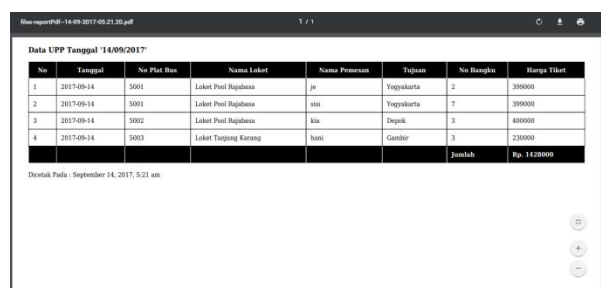 files-reportPdf--14-09-2017-05.21.20.pdf 1 / 1
Data UPP Tanggal '14/09/2017'
No Tanggal No Plat Bus Nama Loket Nama Pemesan Tujuan No Bangku Harga Tiket
1 2017-09-14 5001 Loket Pool Rajabasa je Yogyakarta 2 399000
2 2017-09-14 5001 Loket Pool Rajabasa sisi Yogyakarta 7 399000
3 2017-09-14 5002 Loket Pool Rajabasa kia Depok 3 400000
4 2017-09-14 5003 Loket Tanjung Karang hani Gambir 3 230000
Jumlah Rp. 1428000
Dicetak Pada : September 14, 2017, 5:21 am